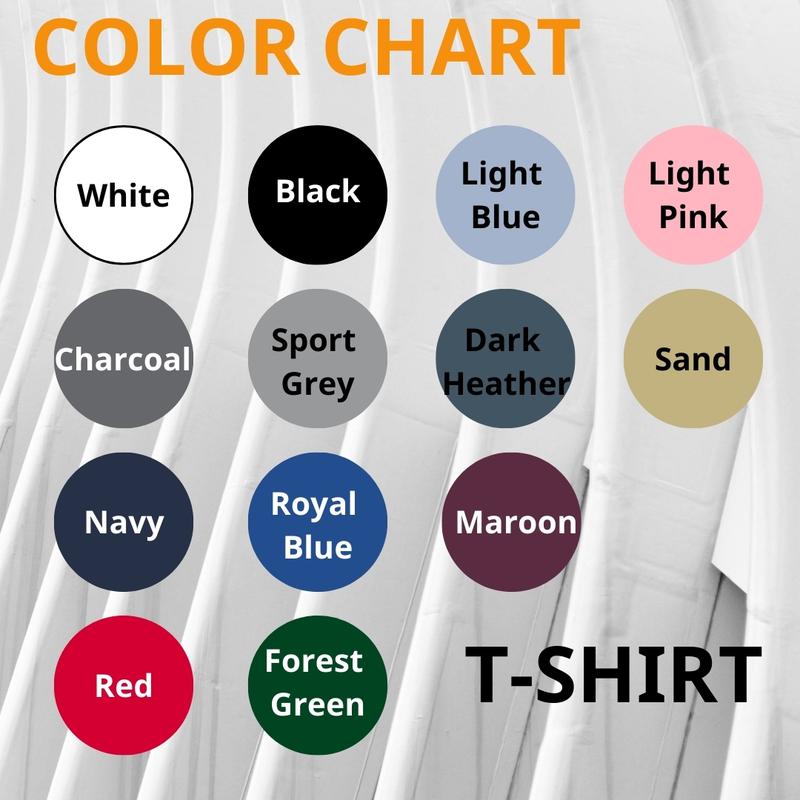 COLOR CHART
White
Black
Light
Blue
Light
Pink
Charcoal
Sport
Grey
Dark
Heather
Sand
Navy
Royal
Blue
Maroon
Red
Forest
Green
T-SHIRT